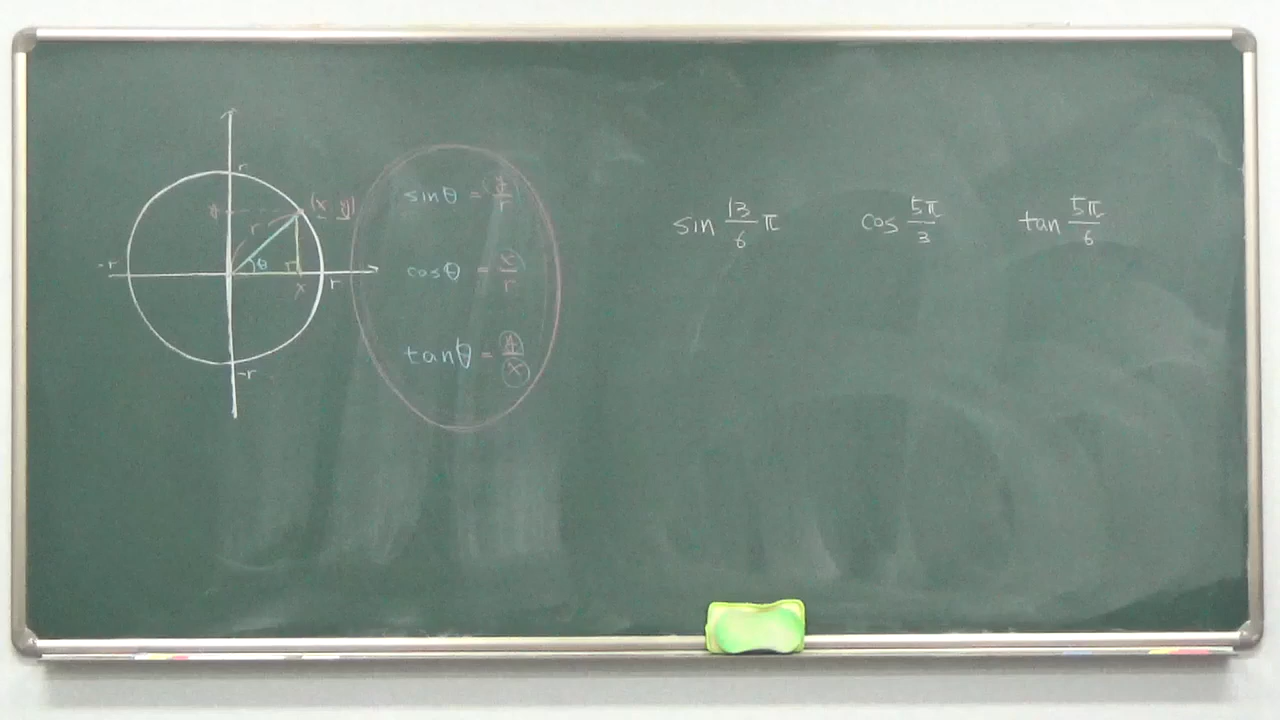 r
y
(x y)
r
θ
-r
x
r
-r
sinθ = y/r
cosθ = x/r
tanθ = y/x
sin 13/6 π
cos 5π/3
tan 5π/6